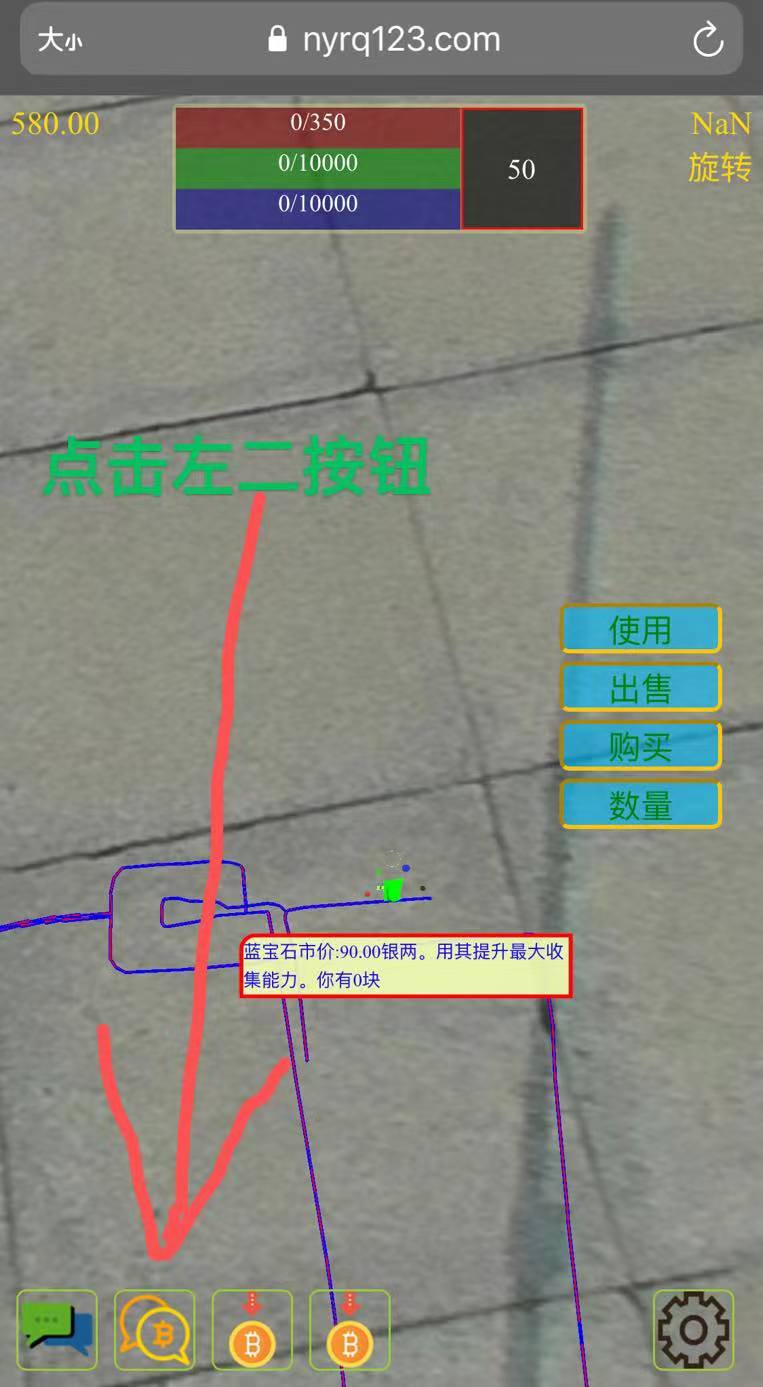 大小
nyrq123.com
580.00
0/350
0/10000
0/10000
50
NaN
旋转
点击左二按钮
使用
出售
购买
数量
蓝宝石市价:90.00银两。用其提升最大收
集能力。你有0块